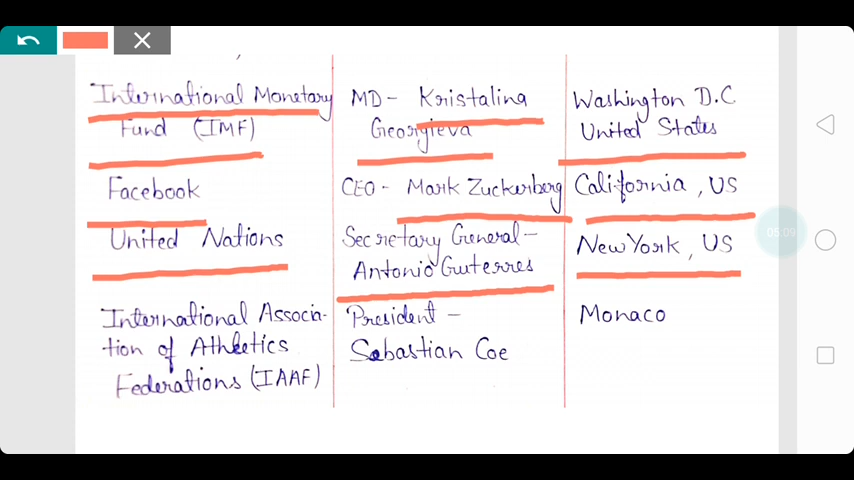 International Monetary
Fund (IMF)
MD- Kristalina
Georgieva
Washington D.C
United States
Facebook
CEO- Mark Zuckerberg
California, US
United Nations
Secretary General-
Antonio Guterres
New York, US
International Associa-
tion of Athletics
Federations (IAAF)
President-
Sebastian Coe
Monaco
05:09